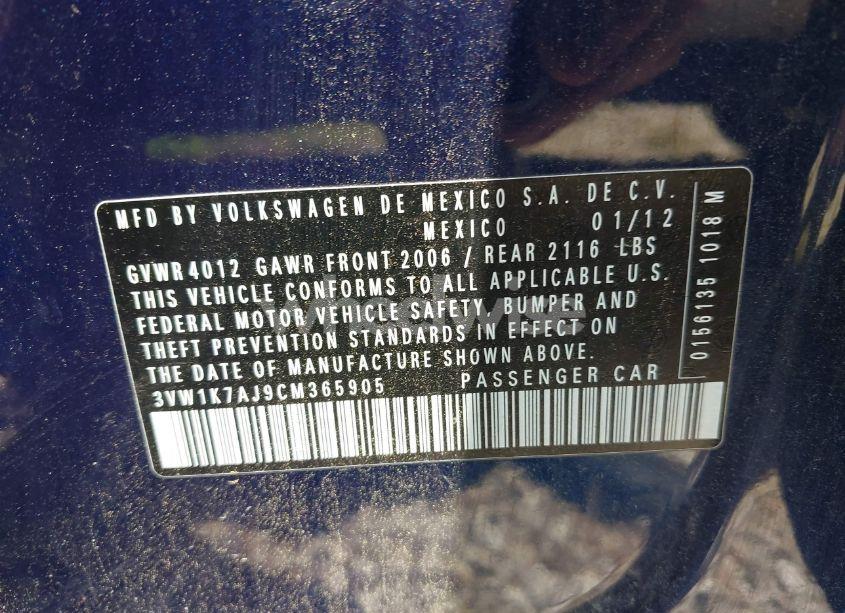 MFD BY VOLKSWAGEN DE MEXICO S.A. DE C.V.
MEXICO 01/12
GVWR4012 GAWR FRONT 2006 / REAR 2116 LBS
THIS VEHICLE CONFORMS TO ALL APPLICABLE U.S.
FEDERAL MOTOR VEHICLE SAFETY, BUMPER AND
THEFT PREVENTION STANDARDS IN EFFECT ON
THE DATE OF MANUFACTURE SHOWN ABOVE.
3VW1K7AJ9CM365905 PASSENGER CAR
0156135 1018 M
wheelwise